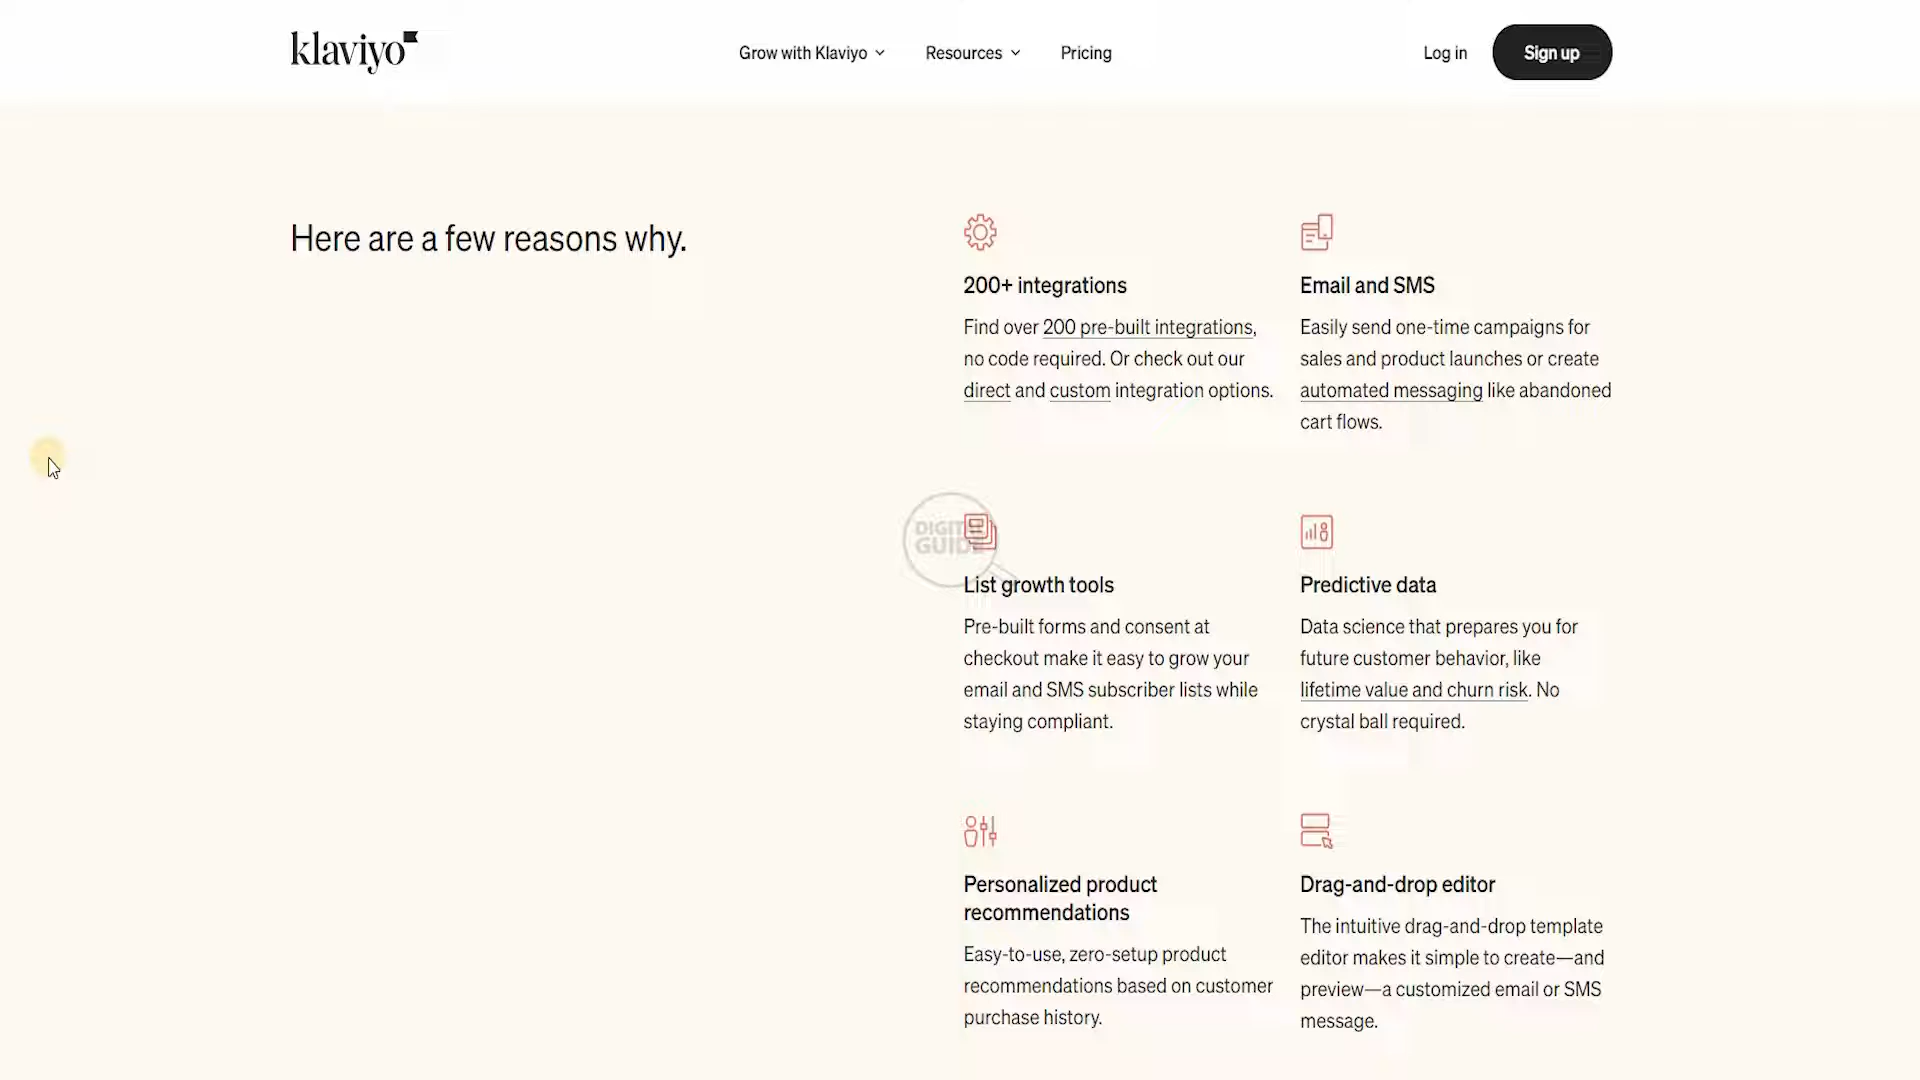 klaviyo
Grow with Klaviyo
Resources
Pricing
Log in
Sign up
Here are a few reasons why.
200+ integrations
Find over 200 pre-built integrations,
no code required. Or check out our
direct and custom integration options.
Email and SMS
Easily send one-time campaigns for
sales and product launches or create
automated messaging like abandoned
cart flows.
DIGITAL
GUIDE
List growth tools
Pre-built forms and consent at
checkout make it easy to grow your
email and SMS subscriber lists while
staying compliant.
Predictive data
Data science that prepares you for
future customer behavior, like
lifetime value and churn risk. No
crystal ball required.
Personalized product
recommendations
Easy-to-use, zero-setup product
recommendations based on customer
purchase history.
Drag-and-drop editor
The intuitive drag-and-drop template
editor makes it simple to create—and
preview—a customized email or SMS
message.